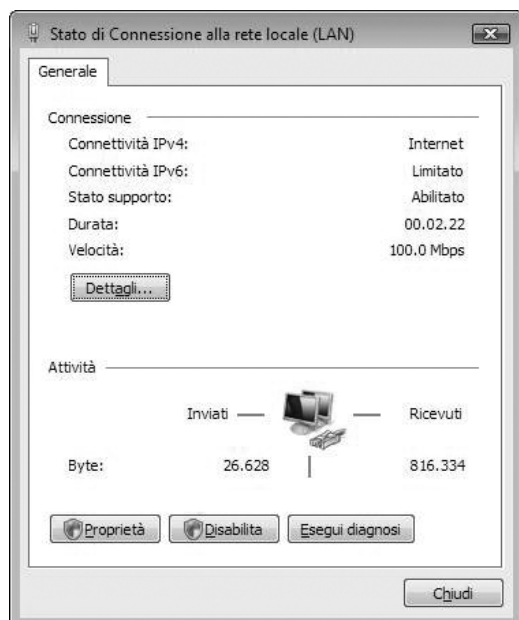 Stato di Connessione alla rete locale (LAN)
Generale
Connessione
Connettività IPv4: Internet
Connettività IPv6: Limitato
Stato supporto: Abilitato
Durata: 00.02.22
Velocità: 100.0 Mbps
Dettagli...
Attività
Inviati Ricevuti
Byte: 26.628 816.334
Proprietà Disabilita Esegui diagnosi
Chiudi